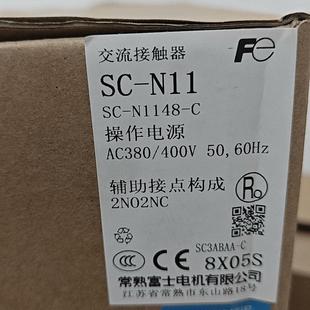 交流接触器
Fe
SC-N11
SC-N1148-C
操作电源
AC380/400V 50,60Hz
辅助接点构成
2NO2NC
SC3ABAA-C
CCC CE 8X05S
常熟富士电机有限公司
江苏省常熟市东山路18号